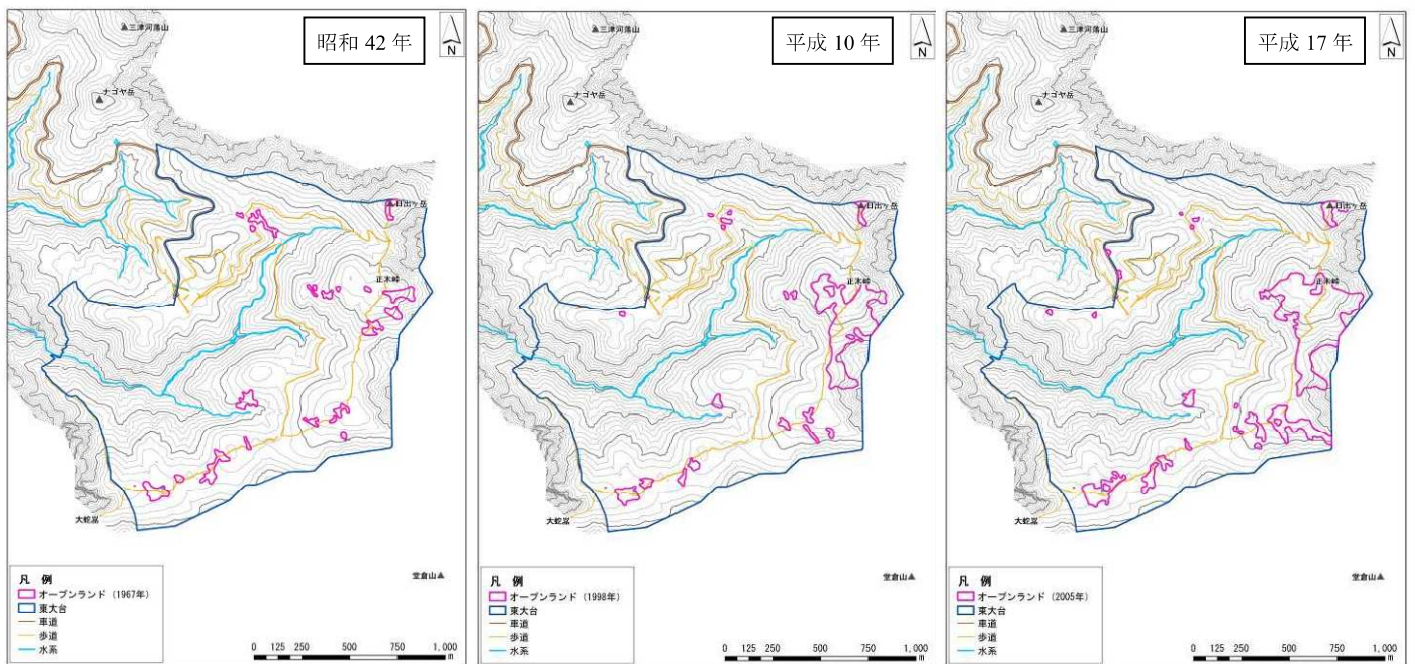 昭和 42 年
N
三津河落山
ナゴヤ岳
日出ヶ岳
正木峠
大蛇嵓
堂倉山
凡 例
オープンランド (1967年)
東大台
車道
歩道
水系
0 125 250 500 750 1,000
m
平成 10 年
N
三津河落山
ナゴヤ岳
日出ヶ岳
正木峠
大蛇嵓
堂倉山
凡 例
オープンランド (1998年)
東大台
車道
歩道
水系
0 125 250 500 750 1,000
m
平成 17 年
N
三津河落山
ナゴヤ岳
日出ヶ岳
正木峠
大蛇嵓
堂倉山
凡 例
オープンランド (2005年)
東大台
車道
歩道
水系
0 125 250 500 750 1,000
m